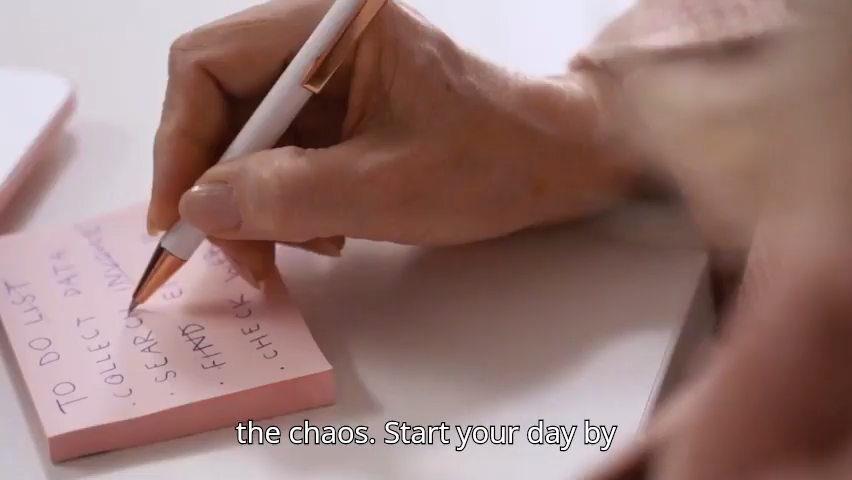 TO DO LIST
· COLLECT DATA
· SEARCH
· FIND
· CHECK
the chaos. Start your day by